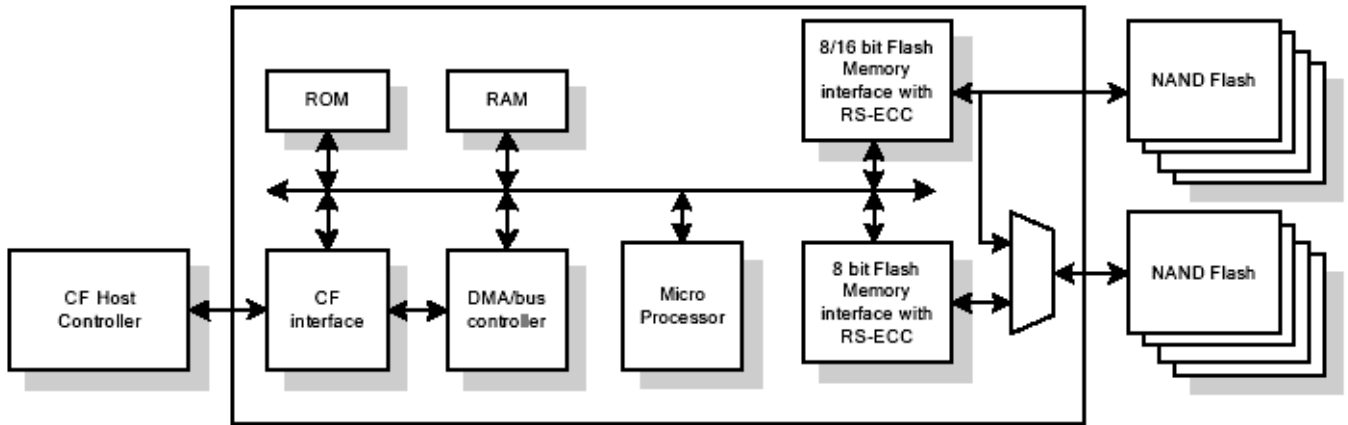 ROM
RAM
8/16 bit Flash
Memory
interface with
RS-ECC
NAND Flash
CF Host
Controller
CF
interface
DMA/bus
controller
Micro
Processor
8 bit Flash
Memory
interface with
RS-ECC
NAND Flash